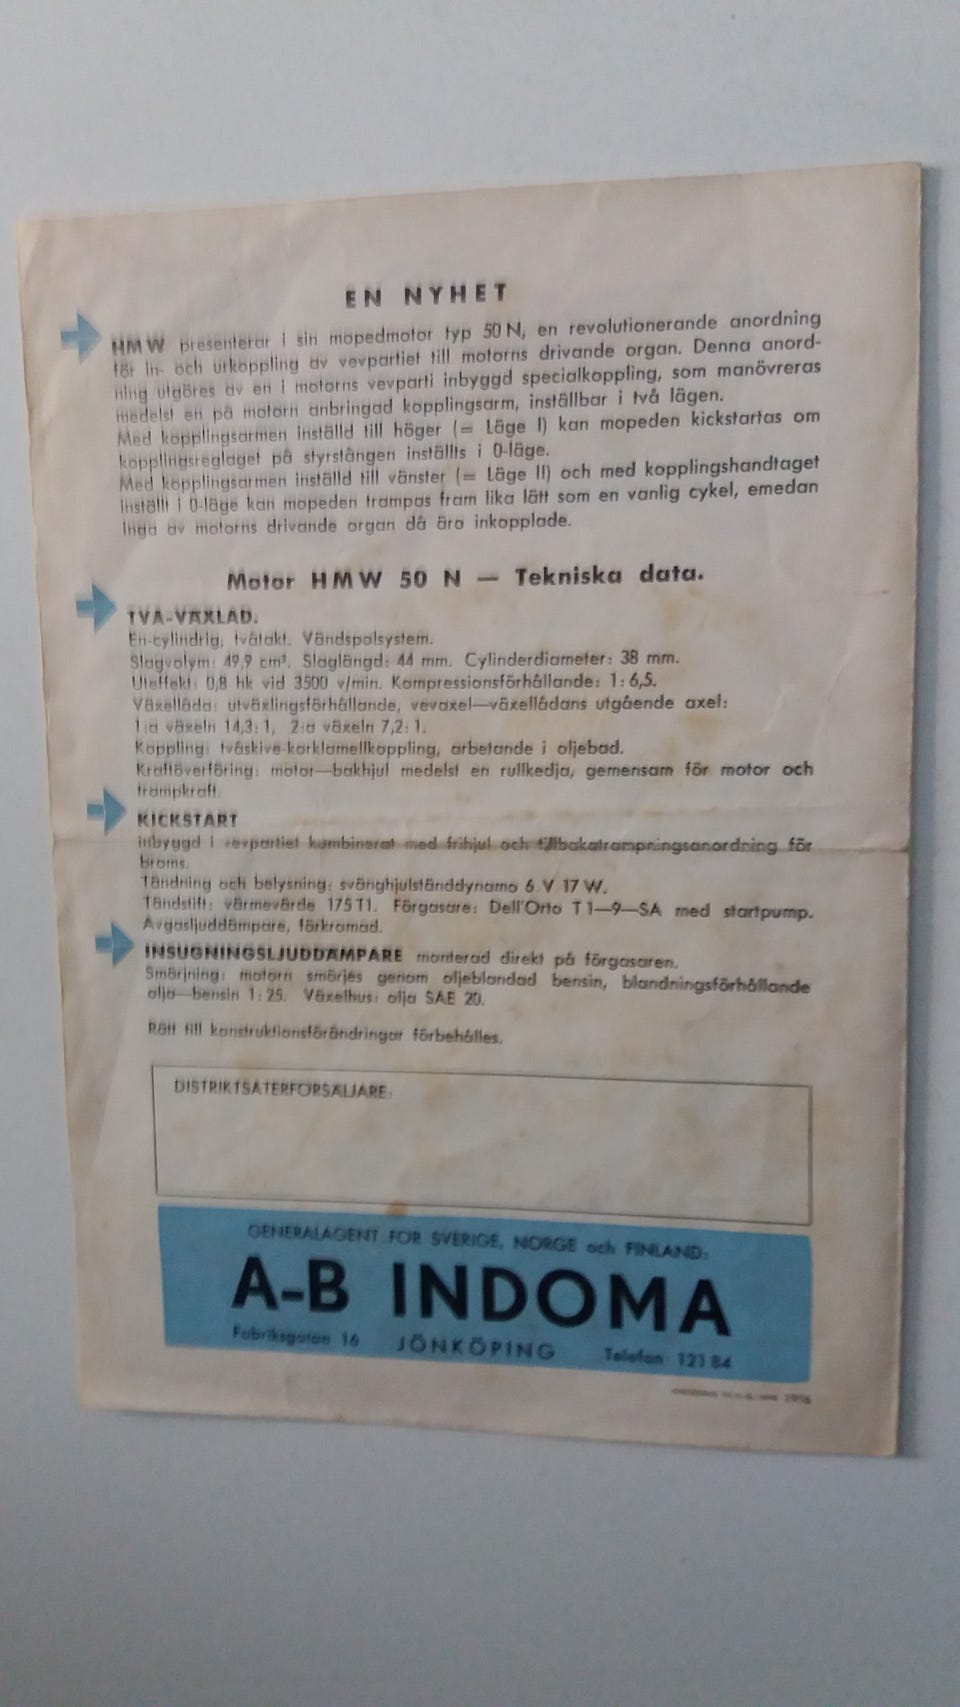 EN NYHET
HMW presenterar i sin mopedmotor typ 50 N, en revolutionerande anordning
för in- och urkoppling av vevpartiet till motorns drivande organ. Denna anord-
ning utgöres av en i motorns vevparti inbyggd specialkoppling, som manövreras
medelst en på motorn anbringad kopplingsarm, inställbar i två lägen.
Med kopplingsarmen inställd till höger (= Läge I) kan mopeden kickstartas om
kopplingsreglaget på styrstången inställts i 0-läge.
Med kopplingsarmen inställd till vänster (= Läge II) och med kopplingshandtaget
inställt i 0-läge kan mopeden trampas fram lika lätt som en vanlig cykel, emedan
inga av motorns drivande organ då äro inkopplade.
Motor HMW 50 N — Tekniska data.
TVÅ-VÄXLAD.
En-cylindrig, tvåtakt. Vändspolsystem.
Slagvolym: 49,9 cm³. Slaglängd: 44 mm. Cylinderdiameter: 38 mm.
Uteffekt: 0,8 hk vid 3500 v/min. Kompressionsförhållande: 1:6,5.
Växellåda: utväxlingsförhållande, vevaxel—växellådans utgående axel:
1:a växeln 14,3:1, 2:a växeln 7,2:1.
Koppling: tvåskive-korklamellkoppling, arbetande i oljebad.
Kraftöverföring: motor—bakhjul medelst en rullkedja, gemensam för motor och
trampkraft.
KICKSTART
inbyggd i vevpartiet kombinerat med frihjul och tillbakatrampningsanordning för
broms.
Tändning och belysning: svänghjulständdynamo 6 V 17 W.
Tändstift: värmevärde 175 T1. Förgasare: Dell'Orto T 1—9—SA med startpump.
Avgasljuddämpare, förkromad.
INSUGNINGSLJUDDÄMPARE monterad direkt på förgasaren.
Smörjning: motorn smörjes genom oljeblandad bensin, blandningsförhållande
olja—bensin 1:25. Växelhus: olja SAE 20.
Rätt till konstruktionsförändringar förbehålles.
DISTRIKTSÅTERFÖRSÄLJARE:
GENERALAGENT FÖR SVERIGE, NORGE och FINLAND:
A-B INDOMA
Fabriksgatan 16 JÖNKÖPING Telefon 121 84
1956